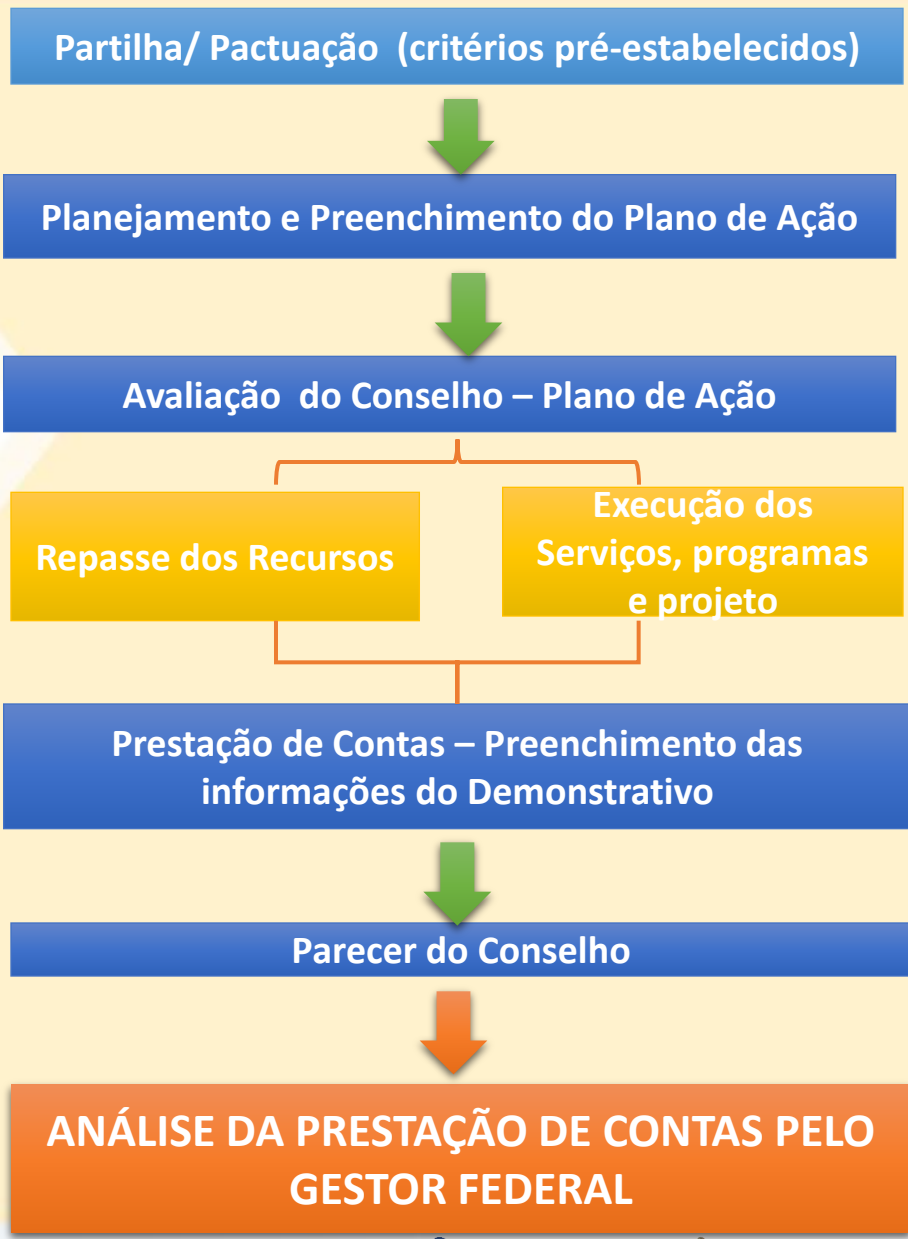 Partilha/ Pactuação (critérios pré-estabelecidos)
Planejamento e Preenchimento do Plano de Ação
Avaliação do Conselho – Plano de Ação
Repasse dos Recursos
Execução dos
Serviços, programas
e projeto
Prestação de Contas – Preenchimento das
informações do Demonstrativo
Parecer do Conselho
ANÁLISE DA PRESTAÇÃO DE CONTAS PELO
GESTOR FEDERAL